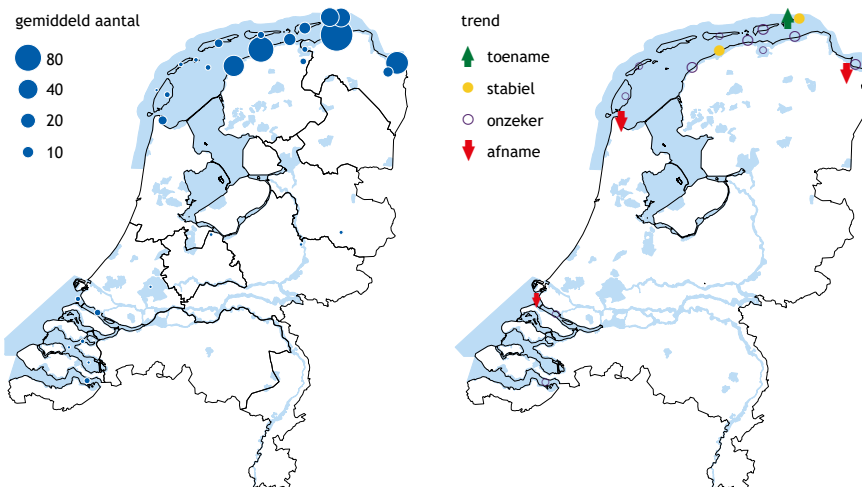 gemiddeld aantal
80
40
20
10
trend
toename
stabiel
onzeker
afname